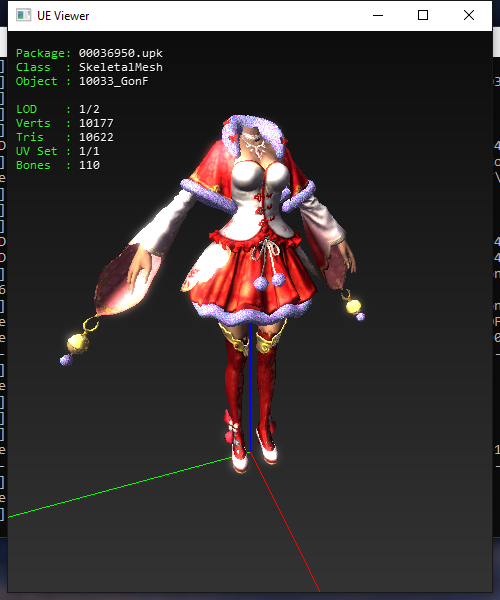 UE Viewer
Package: 00036950.upk
Class : SkeletalMesh
Object : 10033_GonF
LOD : 1/2
Verts : 10177
Tris : 10622
UV Set : 1/1
Bones : 110